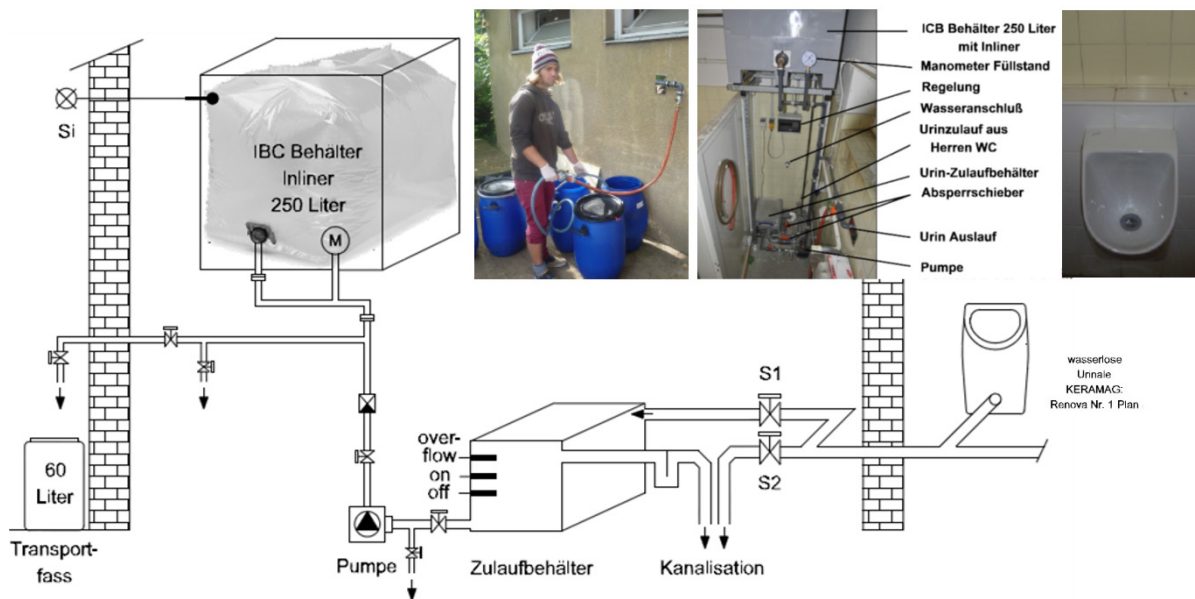 Si
IBC Behälter
Inliner
250 Liter
M
ICB Behälter 250 Liter
mit Inliner
Manometer Füllstand
Regelung
Wasseranschluß
Urinzulauf aus
Herren WC
Urin-Zulaufbehälter
Absperrschieber
Urin Auslauf
Pumpe
wasserlose
Urinale
KERAMAG:
Renova Nr. 1 Plan
S1
S2
over-
flow
on
off
60
Liter
Transport-
fass
Pumpe
Zulaufbehälter
Kanalisation